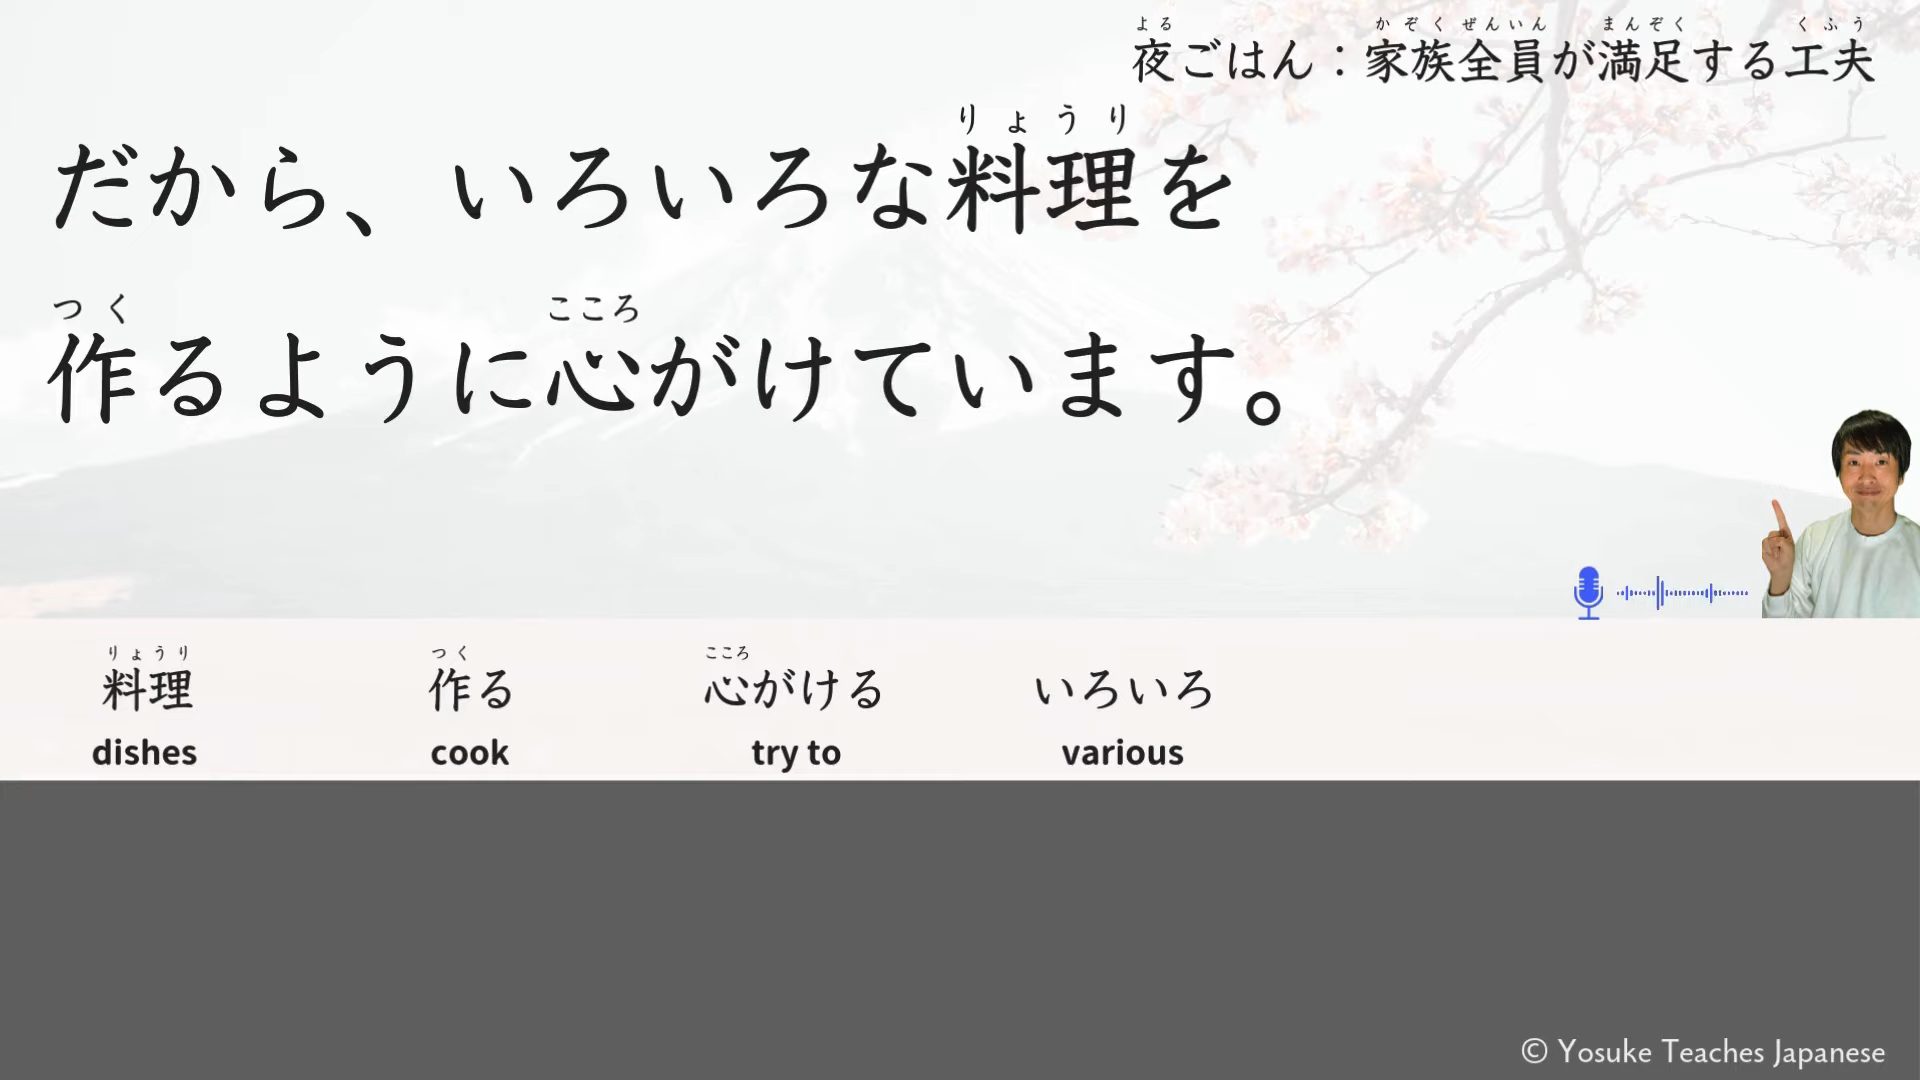 夜ごはん：家族全員が満足する工夫
よる かぞくぜんいん まんぞく くふう
だから、いろいろな料理を
りょうり
作るように心がけています。
つく こころ
りょうり つく こころ
料理 作る 心がける いろいろ
dishes cook try to various
© Yosuke Teaches Japanese